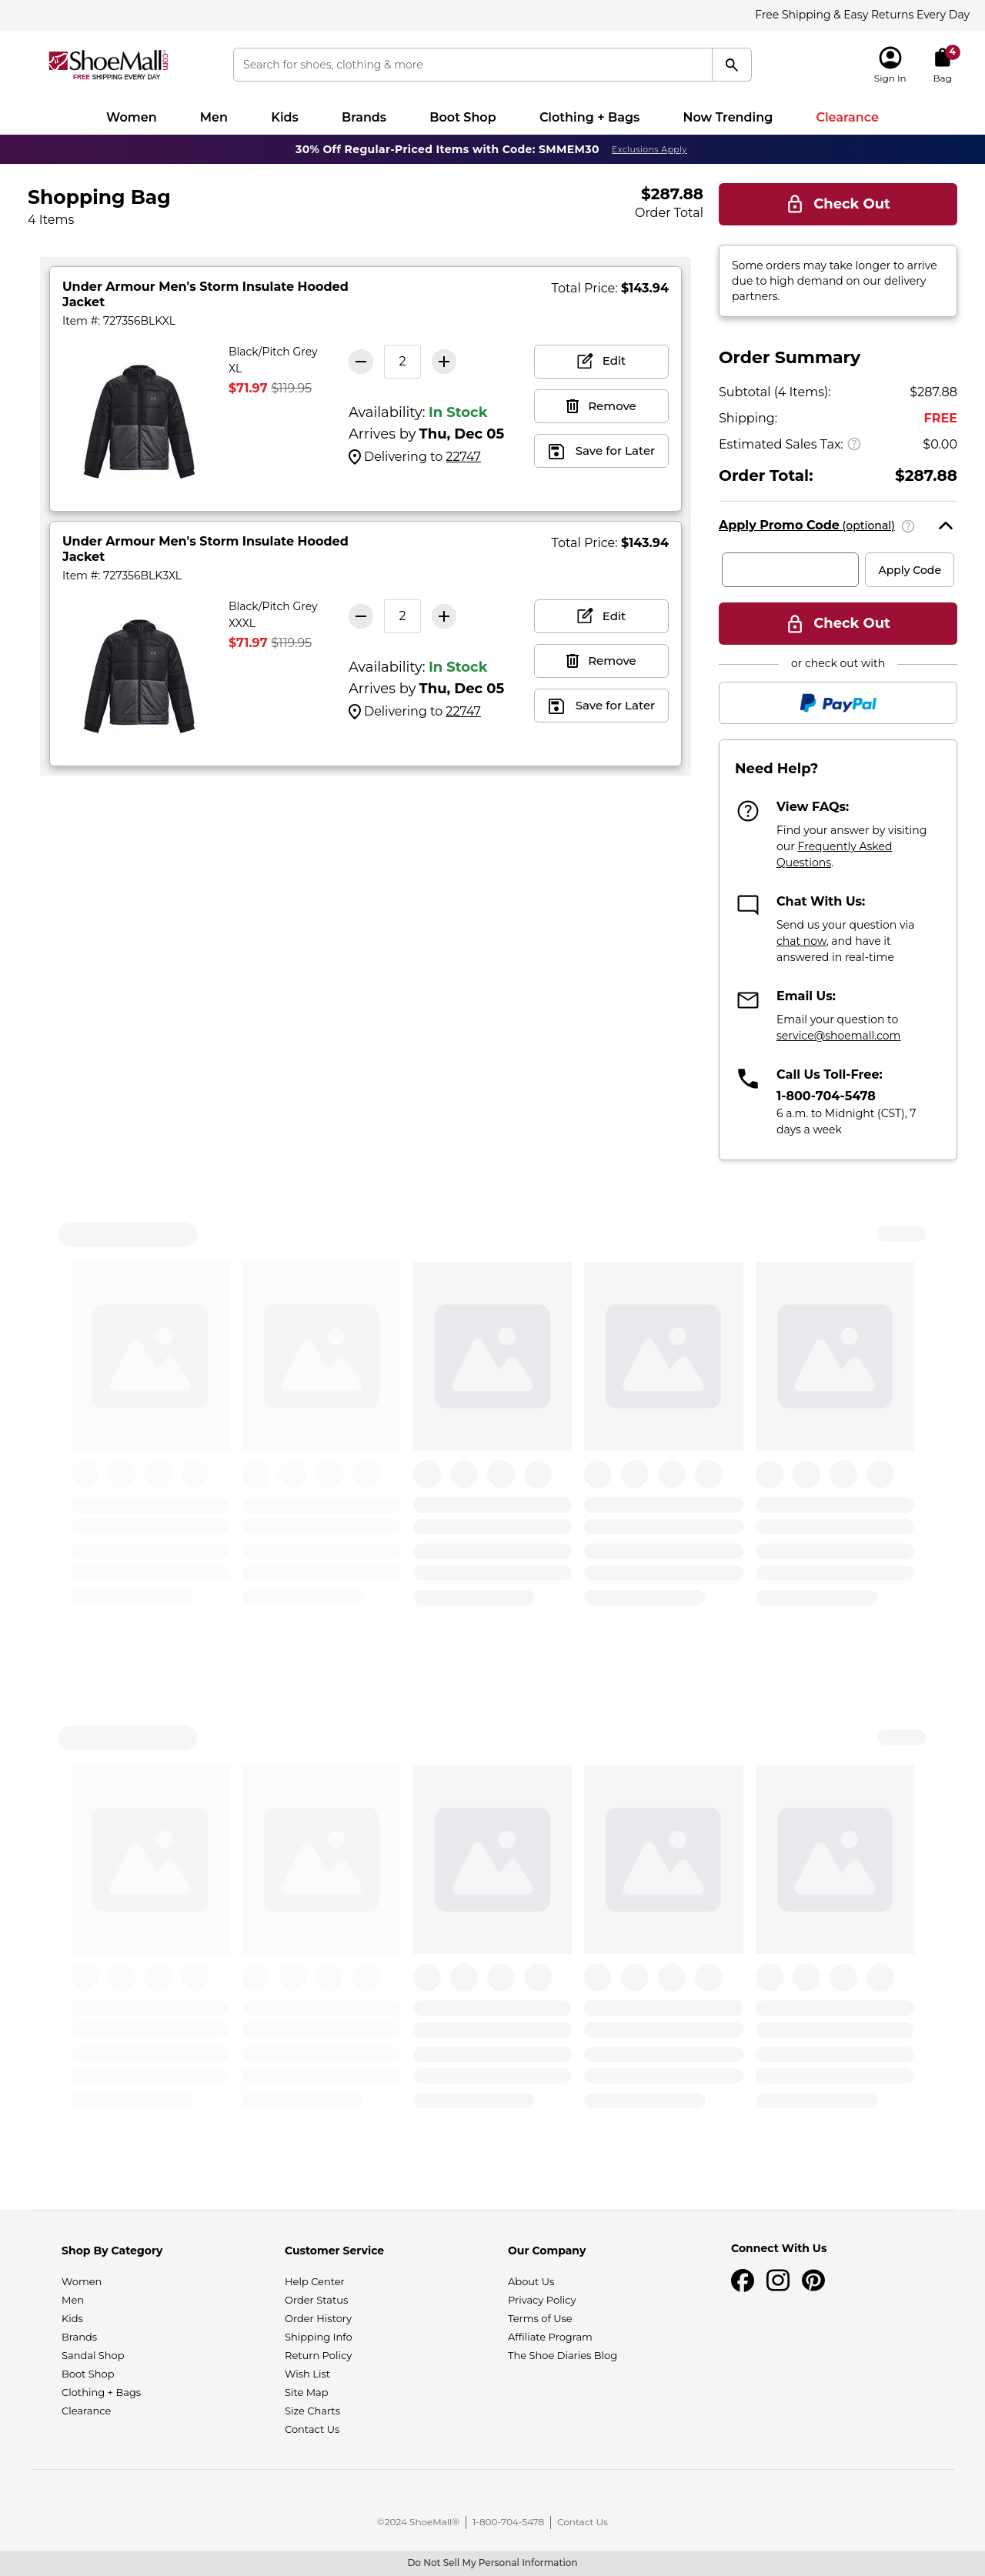 Free Shipping & Easy Returns Every Day
ShoeMall.com
FREE SHIPPING EVERY DAY
Search for shoes, clothing & more
Sign In
4
Bag
Women Men Kids Brands Boot Shop Clothing + Bags Now Trending Clearance
30% Off Regular-Priced Items with Code: SMMEM30 Exclusions Apply
Shopping Bag
4 Items
$287.88
Order Total
Check Out
Under Armour Men's Storm Insulate Hooded
Jacket
Item #: 727356BLKXL
Total Price: $143.94
Black/Pitch Grey
XL
$71.97 $119.95
2
Availability: In Stock
Arrives by Thu, Dec 05
Delivering to 22747
Edit
Remove
Save for Later
Under Armour Men's Storm Insulate Hooded
Jacket
Item #: 727356BLK3XL
Total Price: $143.94
Black/Pitch Grey
XXXL
$71.97 $119.95
2
Availability: In Stock
Arrives by Thu, Dec 05
Delivering to 22747
Edit
Remove
Save for Later
Some orders may take longer to arrive
due to high demand on our delivery
partners.
Order Summary
Subtotal (4 Items): $287.88
Shipping: FREE
Estimated Sales Tax: ? $0.00
Order Total: $287.88
Apply Promo Code (optional) ?
Apply Code
Check Out
or check out with
PayPal
Need Help?
View FAQs:
Find your answer by visiting
our Frequently Asked
Questions.
Chat With Us:
Send us your question via
chat now, and have it
answered in real-time
Email Us:
Email your question to
service@shoemall.com
Call Us Toll-Free:
1-800-704-5478
6 a.m. to Midnight (CST), 7
days a week
Shop By Category
Women
Men
Kids
Brands
Sandal Shop
Boot Shop
Clothing + Bags
Clearance
Customer Service
Help Center
Order Status
Order History
Shipping Info
Return Policy
Wish List
Site Map
Size Charts
Contact Us
Our Company
About Us
Privacy Policy
Terms of Use
Affiliate Program
The Shoe Diaries Blog
Connect With Us
©2024 ShoeMall® 1-800-704-5478 Contact Us
Do Not Sell My Personal Information